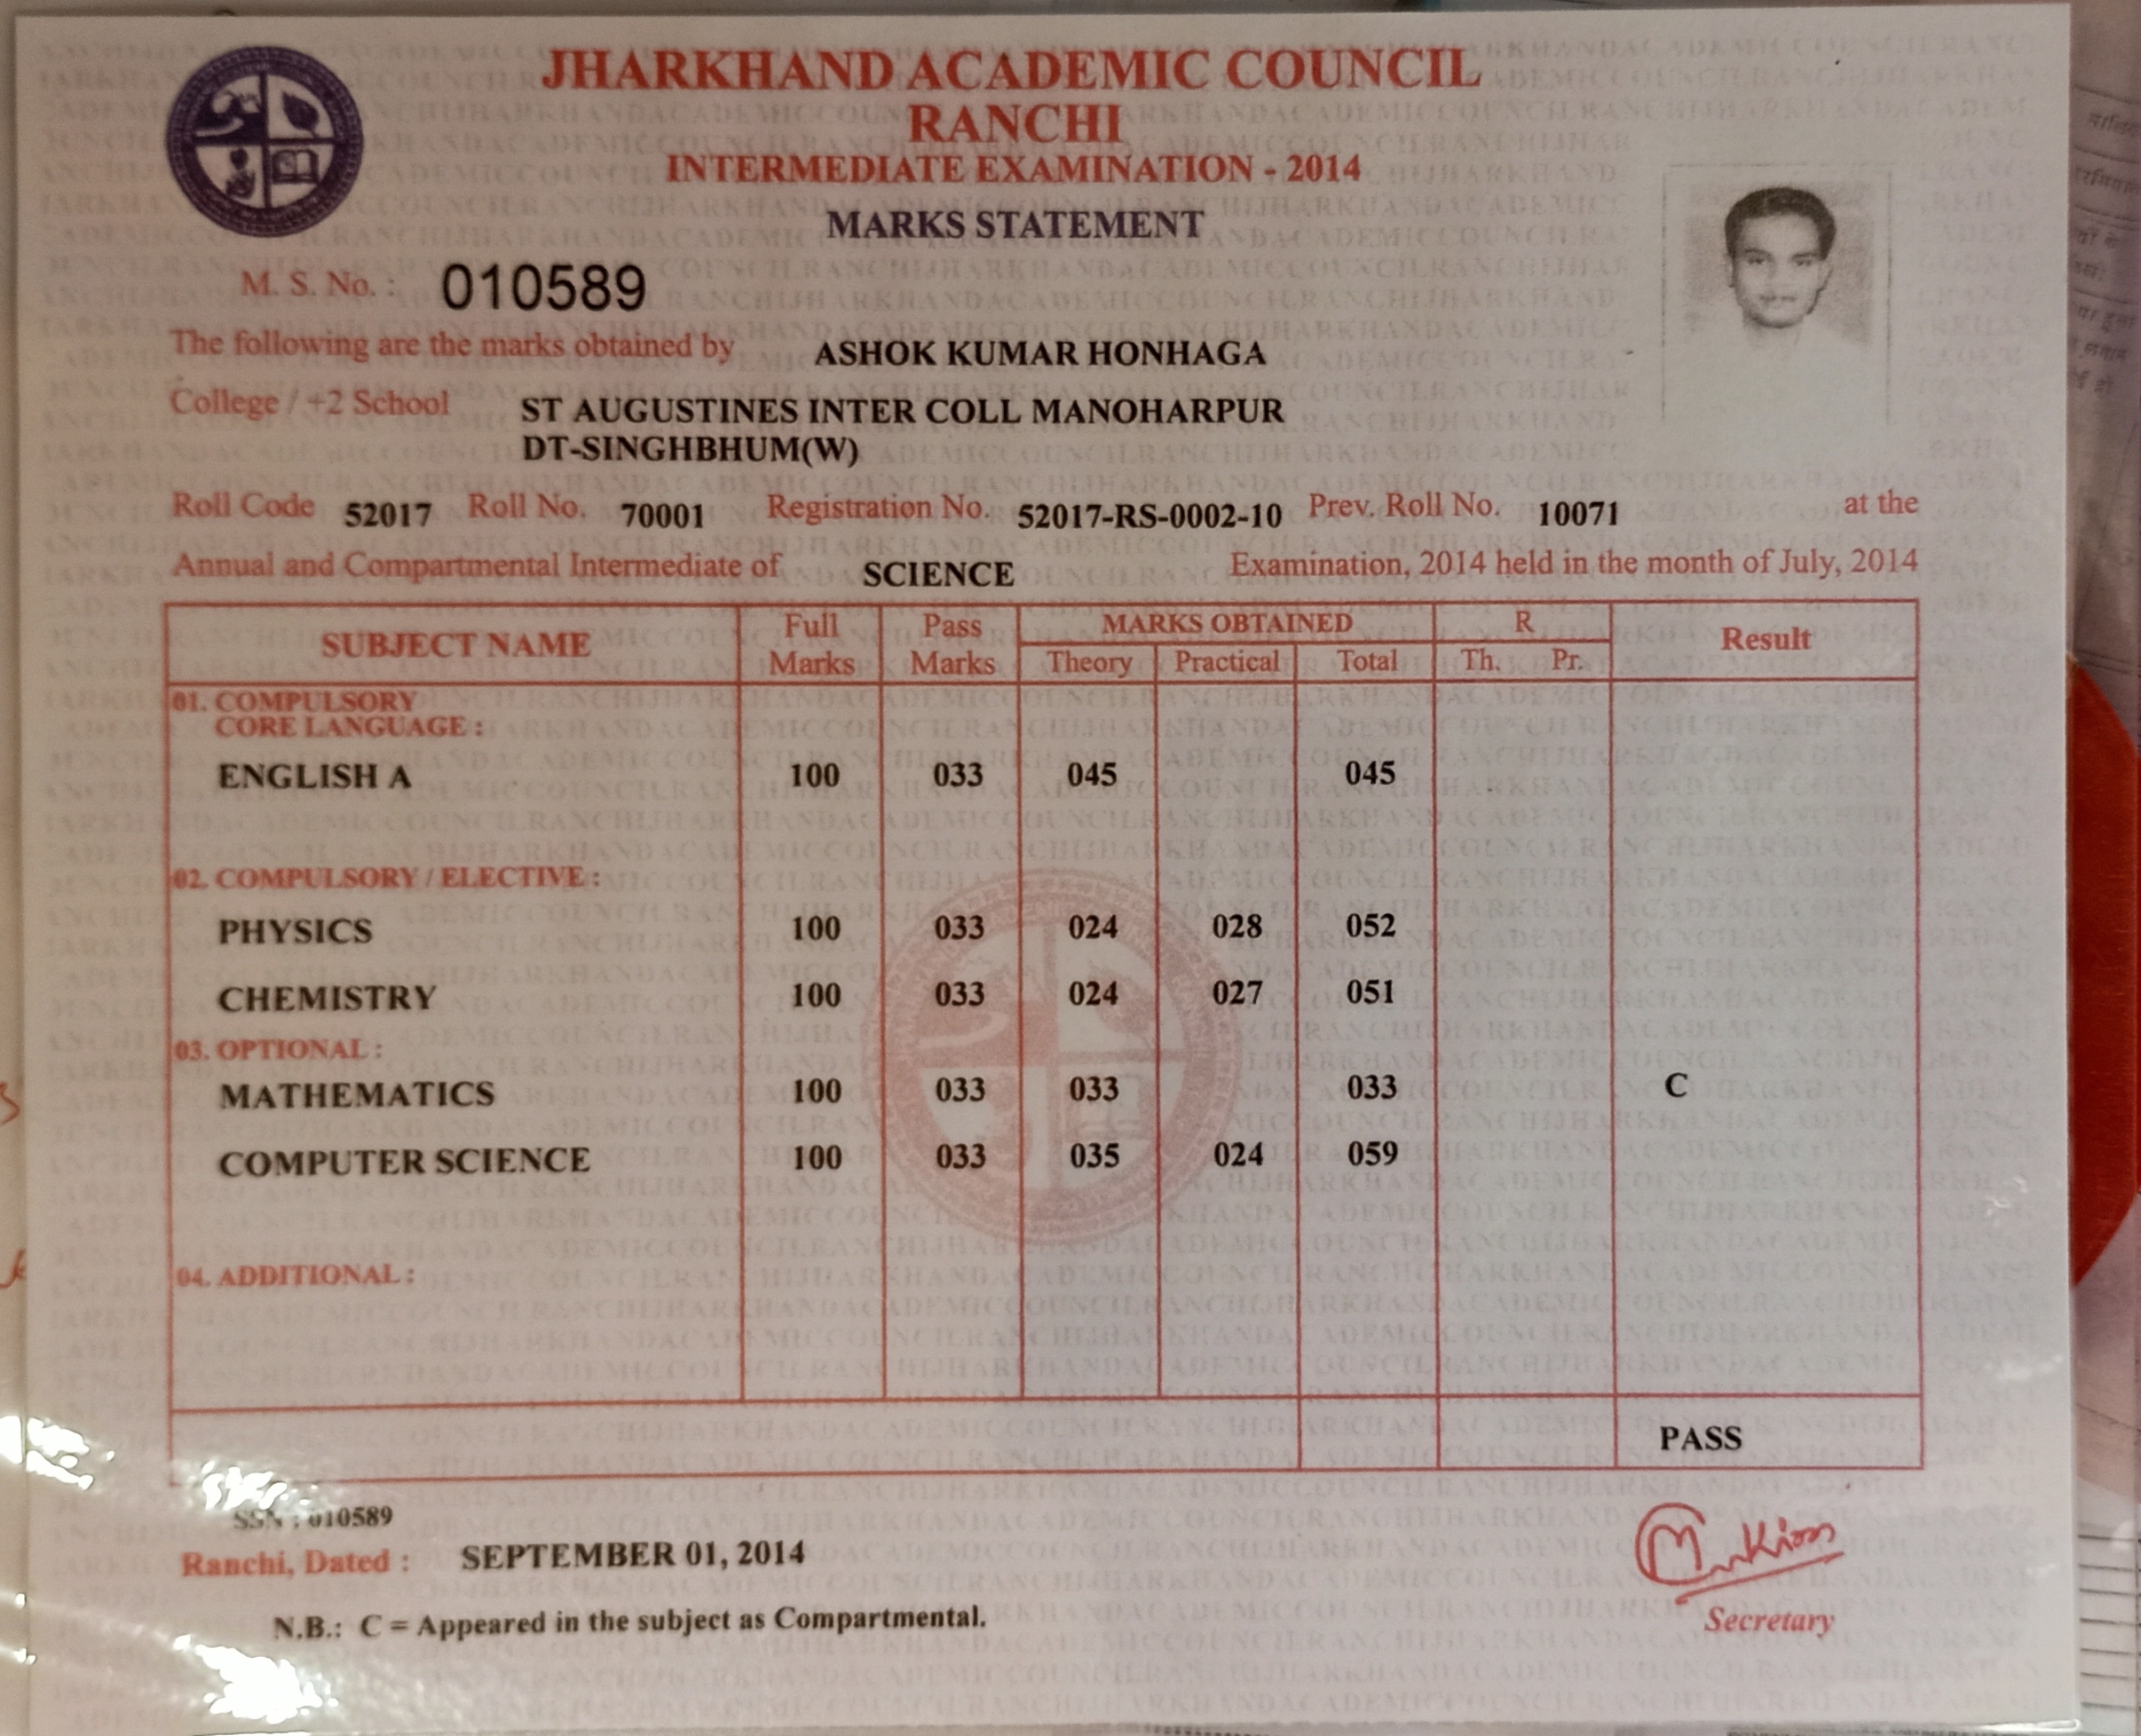 JHARKHAND ACADEMIC COUNCIL
RANCHI
INTERMEDIATE EXAMINATION - 2014
MARKS STATEMENT
M. S. No. : 010589
The following are the marks obtained by ASHOK KUMAR HONHAGA
College / +2 School ST AUGUSTINES INTER COLL MANOHARPUR
DT-SINGHBHUM(W)
Roll Code 52017 Roll No. 70001 Registration No. 52017-RS-0002-10 Prev. Roll No. 10071 at the
Annual and Compartmental Intermediate of SCIENCE Examination, 2014 held in the month of July, 2014
SUBJECT NAME Full Marks Pass Marks MARKS OBTAINED R Result
Theory Practical Total Th. Pr.
01. COMPULSORY
CORE LANGUAGE :
ENGLISH A 100 033 045 045
02. COMPULSORY / ELECTIVE :
PHYSICS 100 033 024 028 052
CHEMISTRY 100 033 024 027 051
03. OPTIONAL :
MATHEMATICS 100 033 033 033 C
COMPUTER SCIENCE 100 033 035 024 059
04. ADDITIONAL :
PASS
SSN : 010589
Ranchi, Dated : SEPTEMBER 01, 2014
N.B.: C = Appeared in the subject as Compartmental.
Secretary